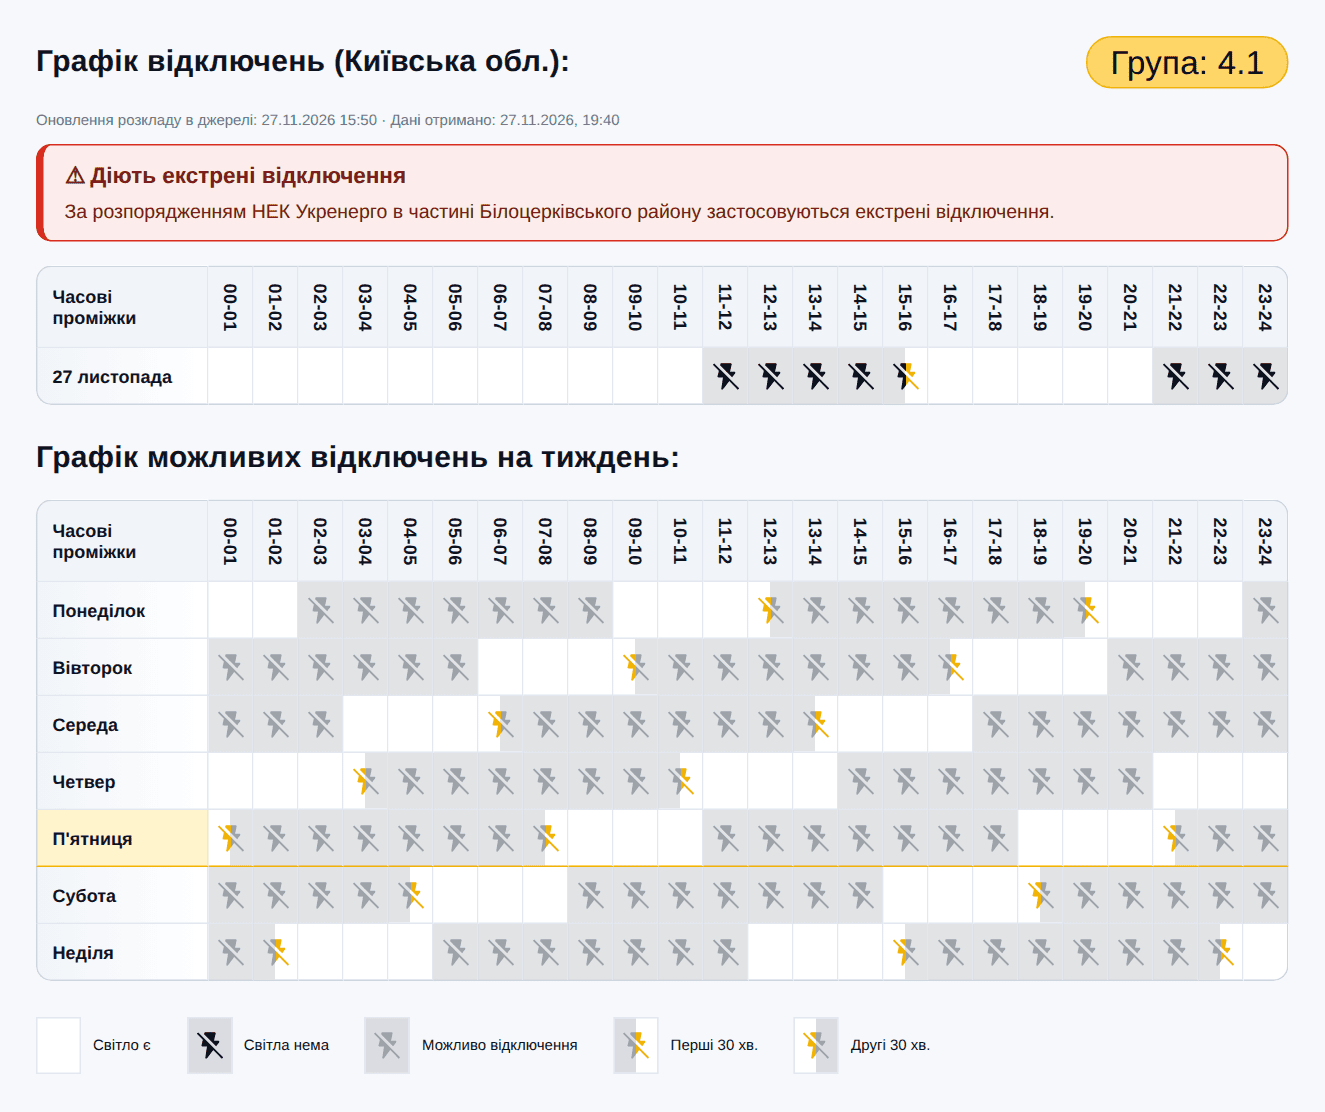 Графік відключень (Київська обл.):
Група: 4.1
Оновлення розкладу в джерелі: 27.11.2026 15:50 · Дані отримано: 27.11.2026, 19:40
⚠ Діють екстрені відключення
За розпорядженням НЕК Укренерго в частині Білоцерківського району застосовуються екстрені відключення.
Часові
проміжки
00-01 01-02 02-03 03-04 04-05 05-06 06-07 07-08 08-09 09-10 10-11 11-12 12-13 13-14 14-15 15-16 16-17 17-18 18-19 19-20 20-21 21-22 22-23 23-24
27 листопада
Графік можливих відключень на тиждень:
Часові
проміжки
00-01 01-02 02-03 03-04 04-05 05-06 06-07 07-08 08-09 09-10 10-11 11-12 12-13 13-14 14-15 15-16 16-17 17-18 18-19 19-20 20-21 21-22 22-23 23-24
Понеділок
Вівторок
Середа
Четвер
П'ятниця
Субота
Неділя
Світло є
Світла нема
Можливо відключення
Перші 30 хв.
Другі 30 хв.